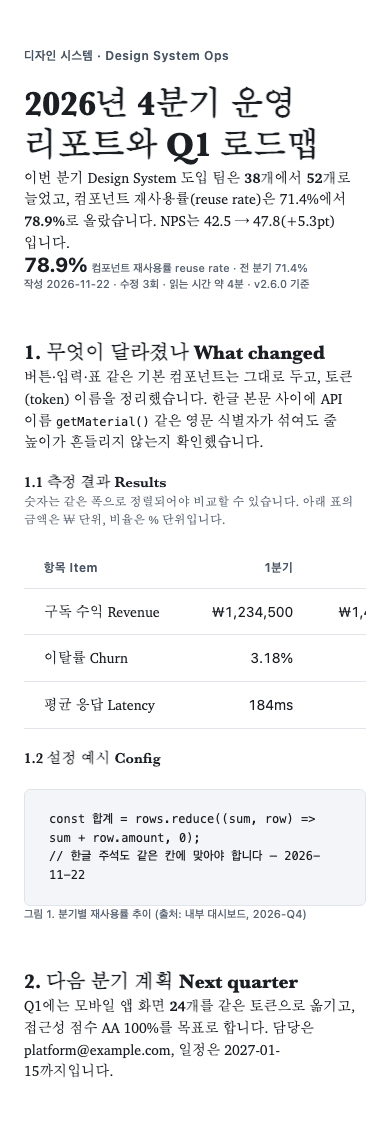 디자인 시스템 · Design System Ops
2026년 4분기 운영
리포트와 Q1 로드맵
이번 분기 Design System 도입 팀은 38개에서 52개로
늘었고, 컴포넌트 재사용률(reuse rate)은 71.4%에서
78.9%로 올랐습니다. NPS는 42.5 → 47.8(+5.3pt)
입니다.
78.9% 컴포넌트 재사용률 reuse rate · 전 분기 71.4%
작성 2026-11-22 · 수정 3회 · 읽는 시간 약 4분 · v2.6.0 기준
1. 무엇이 달라졌나 What changed
버튼·입력·표 같은 기본 컴포넌트는 그대로 두고, 토큰
(token) 이름을 정리했습니다. 한글 본문 사이에 API
이름 getMaterial() 같은 영문 식별자가 섞여도 줄
높이가 흔들리지 않는지 확인했습니다.
1.1 측정 결과 Results
숫자는 같은 폭으로 정렬되어야 비교할 수 있습니다. 아래 표의
금액은 ₩ 단위, 비율은 % 단위입니다.
항목 Item 1분기
구독 수익 Revenue ₩1,234,500 ₩1,4
이탈률 Churn 3.18%
평균 응답 Latency 184ms
1.2 설정 예시 Config
const 합계 = rows.reduce((sum, row) =>
sum + row.amount, 0);
// 한글 주석도 같은 칸에 맞아야 합니다 — 2026-
11-22
그림 1. 분기별 재사용률 추이 (출처: 내부 대시보드, 2026-Q4)
2. 다음 분기 계획 Next quarter
Q1에는 모바일 앱 화면 24개를 같은 토큰으로 옮기고,
접근성 점수 AA 100%를 목표로 합니다. 담당은
platform@example.com, 일정은 2027-01-
15까지입니다.